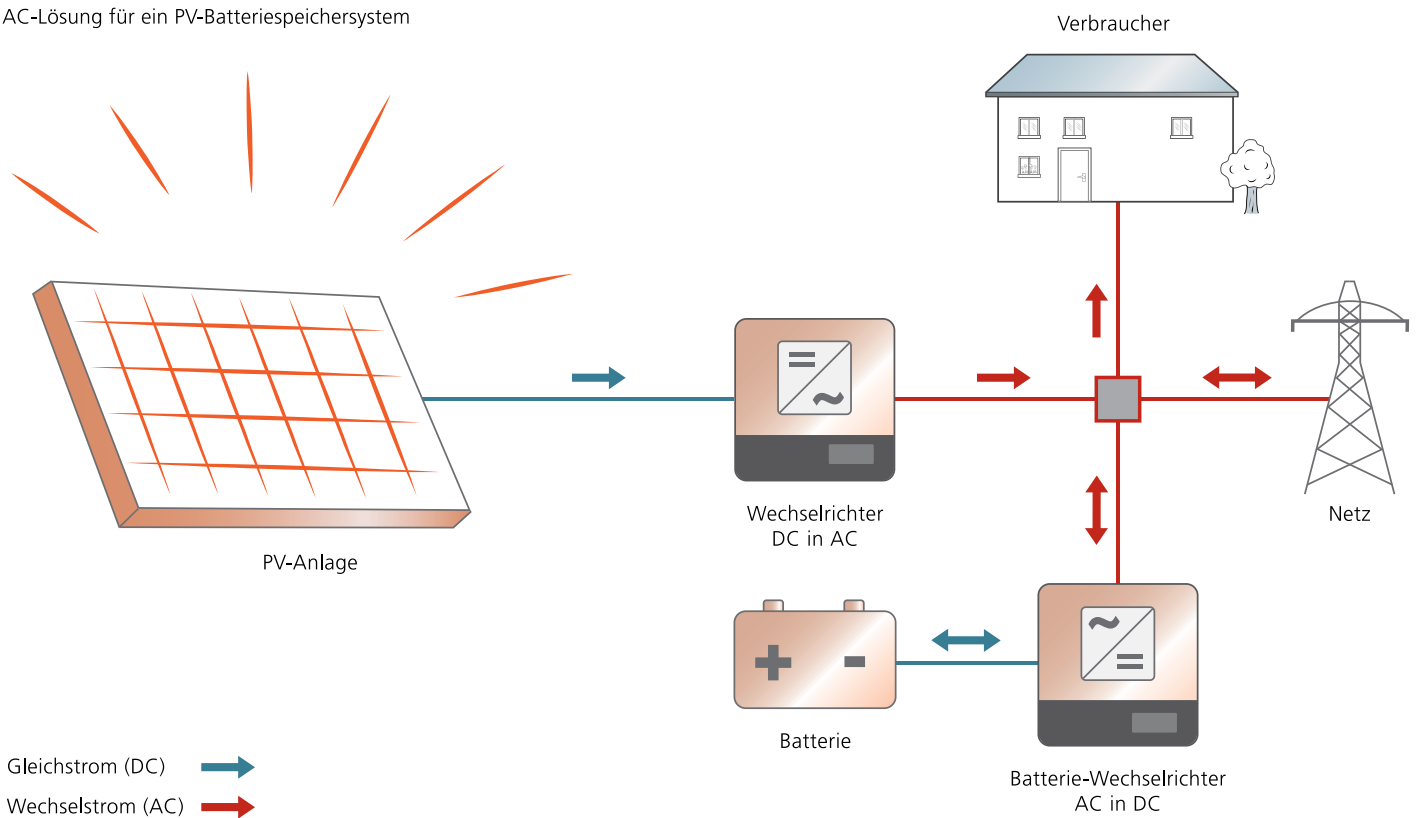 AC-Lösung für ein PV-Batteriespeichersystem
Verbraucher
Wechselrichter
DC in AC
Netz
PV-Anlage
Batterie
Batterie-Wechselrichter
AC in DC
Gleichstrom (DC)
Wechselstrom (AC)